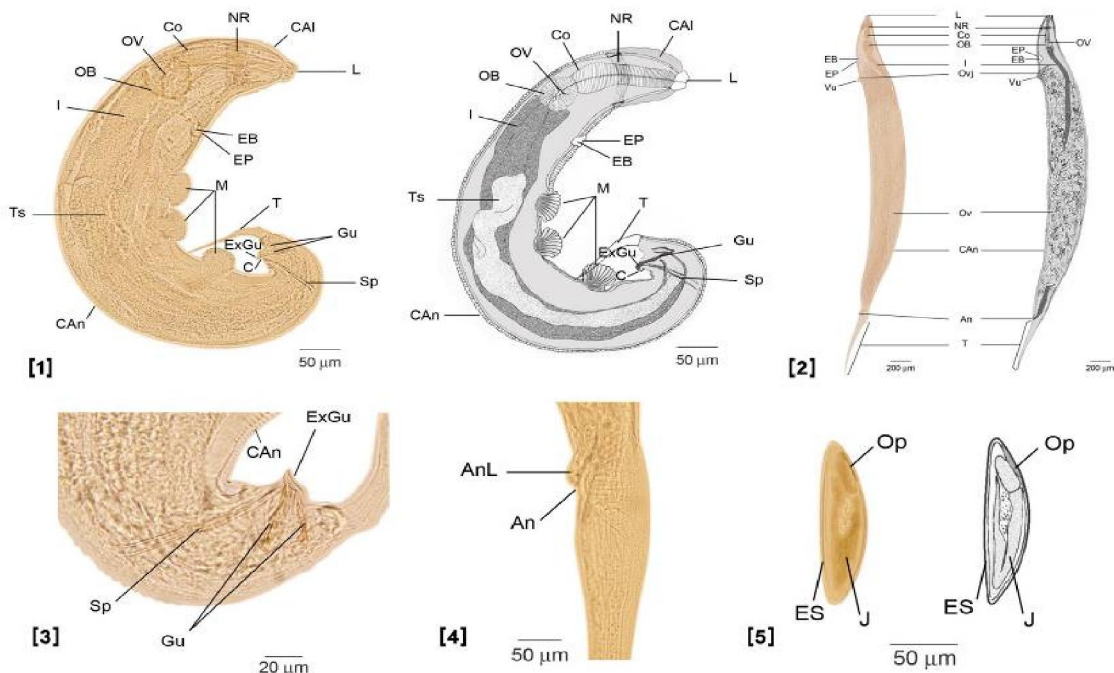 Co
NR
CAl
OV
L
OB
I
EB
EP
M
Ts
T
ExGu
Gu
C
Sp
CAn
50 μm
[1]
NR
CAl
Co
OV
L
OB
I
EP
EB
M
Ts
T
ExGu
Gu
C
Sp
CAn
50 μm
L
NR
Co
OB
OV
EP
EB
EB
I
EP
Ovj
Vu
Vu
Ov
CAn
An
T
[2]
200 μm
200 μm
ExGu
CAn
Sp
Gu
[3]
20 μm
AnL
An
[4]
50 μm
Op
Op
ES
J
ES
J
[5]
50 μm